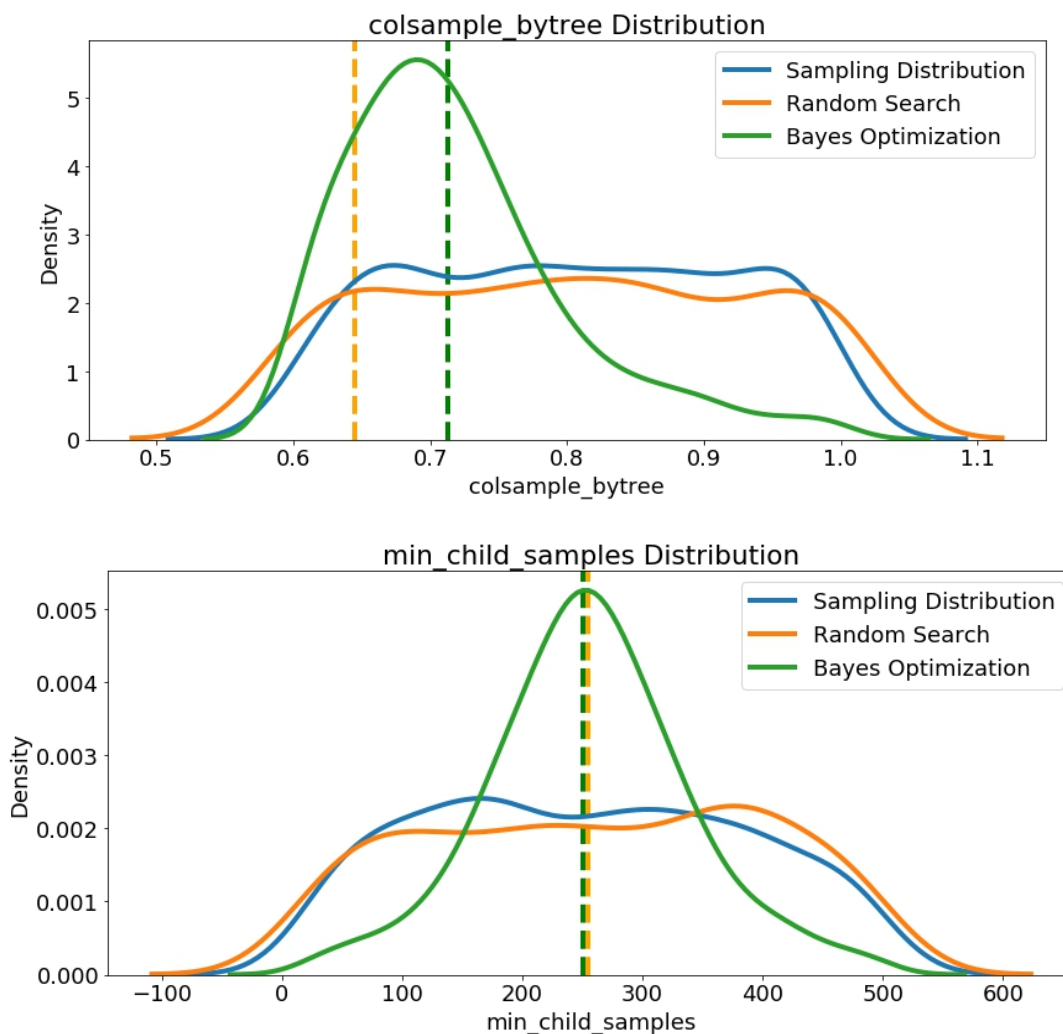 colsample_bytree Distribution
Sampling Distribution
Random Search
Bayes Optimization
Density
5
4
3
2
1
0
0.5 0.6 0.7 0.8 0.9 1.0 1.1
colsample_bytree
min_child_samples Distribution
Sampling Distribution
Random Search
Bayes Optimization
Density
0.005
0.004
0.003
0.002
0.001
0.000
−100 0 100 200 300 400 500 600
min_child_samples